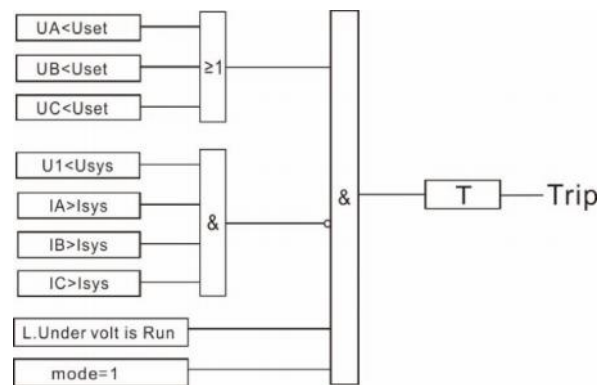 UA<Uset
UB<Uset
UC<Uset
≥1
U1<Usys
IA>Isys
IB>Isys
IC>Isys
&
&
T
Trip
L.Under volt is Run
mode=1